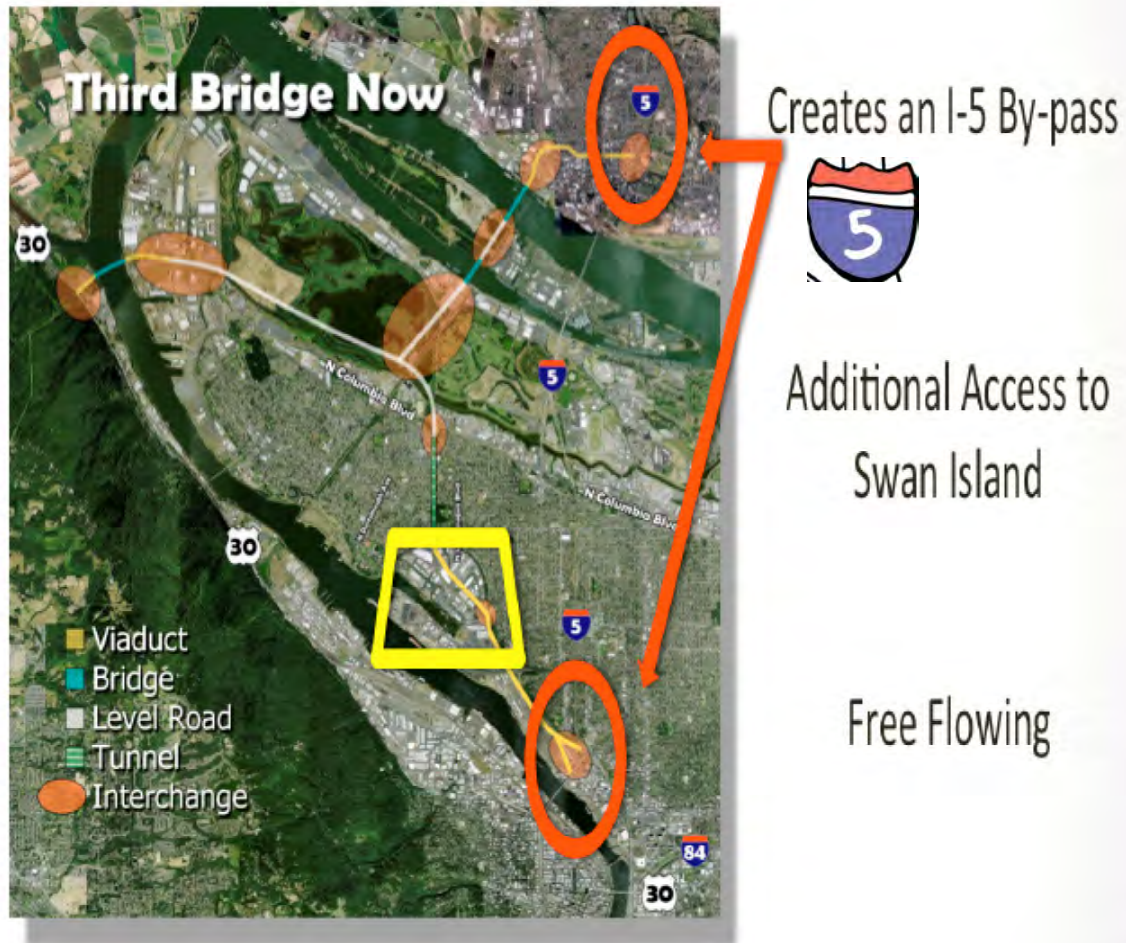 Third Bridge Now
5
30
N Columbia Blvd
5
N Columbia Blvd
30
5
Viaduct
Bridge
Level Road
Tunnel
Interchange
84
30
Creates an I-5 By-pass
5
Additional Access to
Swan Island
Free Flowing